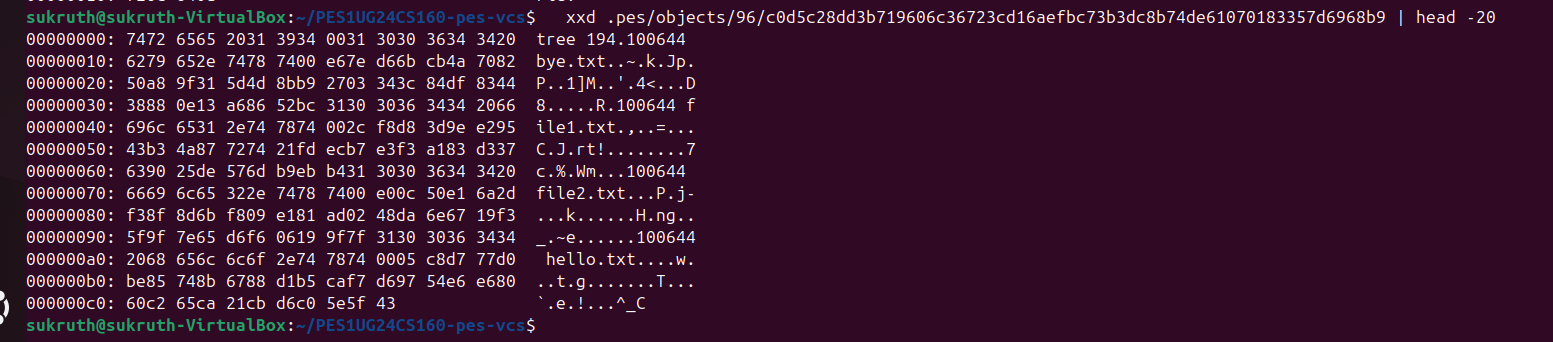 sukruth@sukruth-VirtualBox:~/PES1UG24CS160-pes-vcs$   xxd .pes/objects/96/c0d5c28dd3b719606c36723cd16aefbc73b3dc8b74de61070183357d6968b9 | head -20
00000000: 7472 6565 2031 3934 0031 3030 3634 3420  tree 194.100644 
00000010: 6279 652e 7478 7400 e67e d66b cb4a 7082  bye.txt..~.k.Jp.
00000020: 50a8 9f31 5d4d 8bb9 2703 343c 84df 8344  P..1]M..'.4<...D
00000030: 3888 0e13 a686 52bc 3130 3036 3434 2066  8.....R.100644 f
00000040: 696c 6531 2e74 7874 002c f8d8 3d9e e295  ile1.txt.,..=...
00000050: 43b3 4a87 7274 21fd ecb7 e3f3 a183 d337  C.J.rt!........7
00000060: 6390 25de 576d b9eb b431 3030 3634 3420  c.%.Wm...100644 
00000070: 6669 6c65 322e 7478 7400 e00c 50e1 6a2d  file2.txt...P.j-
00000080: f38f 8d6b f809 e181 ad02 48da 6e67 19f3  ...k......H.ng..
00000090: 5f9f 7e65 d6f6 0619 9f7f 3130 3036 3434  _.~e......100644
000000a0: 2068 656c 6c6f 2e74 7874 0005 c8d7 77d0   hello.txt....w.
000000b0: be85 748b 6788 d1b5 caf7 d697 54e6 e680  ..t.g.......T...
000000c0: 60c2 65ca 21cb d6c0 5e5f 43              `.e.!...^_C
sukruth@sukruth-VirtualBox:~/PES1UG24CS160-pes-vcs$